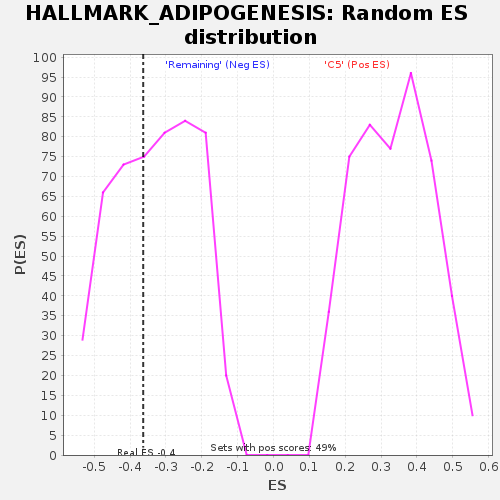 HALLMARK_ADIPOGENESIS: Random ES
distribution
'Remaining' (Neg ES)
'C5' (Pos ES)
100
95
90
85
80
75
70
65
60
55
50
45
40
35
30
25
20
15
10
5
0
P(ES)
Real ES -0.4
Sets with pos scores: 49%
-0.5 -0.4 -0.3 -0.2 -0.1 0.0 0.1 0.2 0.3 0.4 0.5 0.6
ES